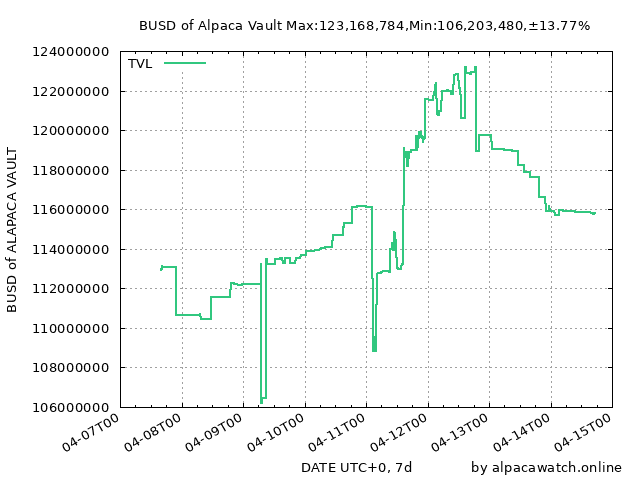 BUSD of Alpaca Vault Max:123,168,784,Min:106,203,480,±13.77%
TVL
BUSD of ALAPACA VAULT
124000000
122000000
120000000
118000000
116000000
114000000
112000000
110000000
108000000
106000000
04-07T00
04-08T00
04-09T00
04-10T00
04-11T00
04-12T00
04-13T00
04-14T00
04-15T00
DATE UTC+0, 7d
by alpacawatch.online